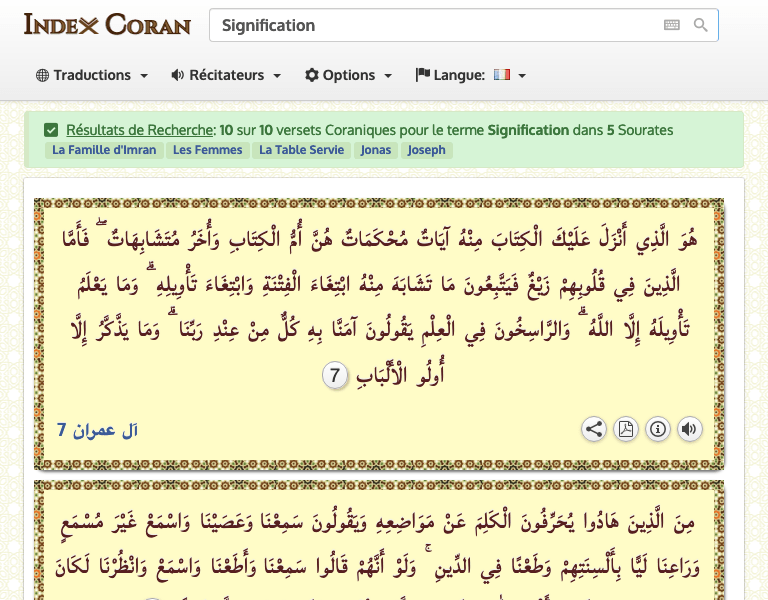 Index Coran
Signification
Traductions Récitateurs Options Langue:
Résultats de Recherche: 10 sur 10 versets Coraniques pour le terme Signification dans 5 Sourates
La Famille d'Imran Les Femmes La Table Servie Jonas Joseph
هُوَ الَّذِي أَنْزَلَ عَلَيْكَ الْكِتَابَ مِنْهُ آيَاتٌ مُحْكَمَاتٌ هُنَّ أُمُّ الْكِتَابِ وَأُخَرُ مُتَشَابِهَاتٌ ۖ فَأَمَّا
الَّذِينَ فِي قُلُوبِهِمْ زَيْغٌ فَيَتَّبِعُونَ مَا تَشَابَهَ مِنْهُ ابْتِغَاءَ الْفِتْنَةِ وَابْتِغَاءَ تَأْوِيلِهِ ۗ وَمَا يَعْلَمُ
تَأْوِيلَهُ إِلَّا اللَّهُ ۗ وَالرَّاسِخُونَ فِي الْعِلْمِ يَقُولُونَ آمَنَّا بِهِ كُلٌّ مِنْ عِنْدِ رَبِّنَا ۗ وَمَا يَذَّكَّرُ إِلَّا
أُولُو الْأَلْبَابِ 7
آل عمران 7
مِنَ الَّذِينَ هَادُوا يُحَرِّفُونَ الْكَلِمَ عَنْ مَوَاضِعِهِ وَيَقُولُونَ سَمِعْنَا وَعَصَيْنَا وَاسْمَعْ غَيْرَ مُسْمَعٍ
وَرَاعِنَا لَيًّا بِأَلْسِنَتِهِمْ وَطَعْنًا فِي الدِّينِ ۚ وَلَوْ أَنَّهُمْ قَالُوا سَمِعْنَا وَأَطَعْنَا وَاسْمَعْ وَانْظُرْنَا لَكَانَ